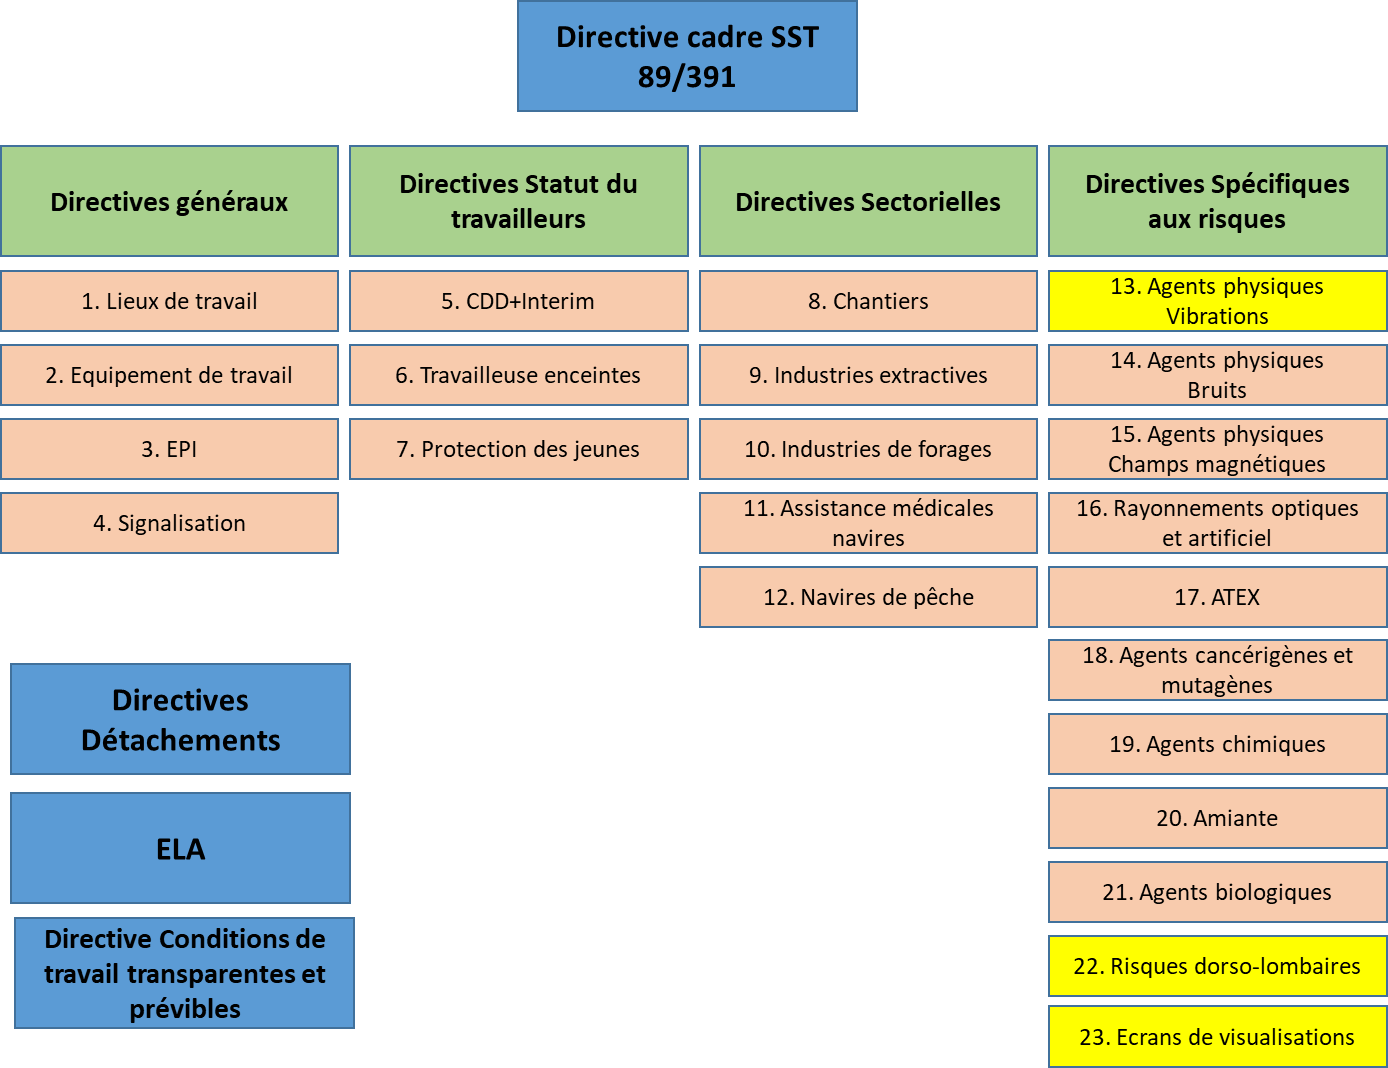 Directive cadre SST
89/391
Directives généraux
Directives Statut du
travailleurs
Directives Sectorielles
Directives Spécifiques
aux risques
1. Lieux de travail
5. CDD+Interim
8. Chantiers
13. Agents physiques
Vibrations
2. Equipement de travail
6. Travailleuse enceintes
9. Industries extractives
14. Agents physiques
Bruits
3. EPI
7. Protection des jeunes
10. Industries de forages
15. Agents physiques
Champs magnétiques
4. Signalisation
11. Assistance médicales
navires
16. Rayonnements optiques
et artificiel
12. Navires de pêche
17. ATEX
18. Agents cancérigènes et
mutagènes
Directives
Détachements
19. Agents chimiques
ELA
20. Amiante
21. Agents biologiques
Directive Conditions de
travail transparentes et
prévibles
22. Risques dorso-lombaires
23. Ecrans de visualisations